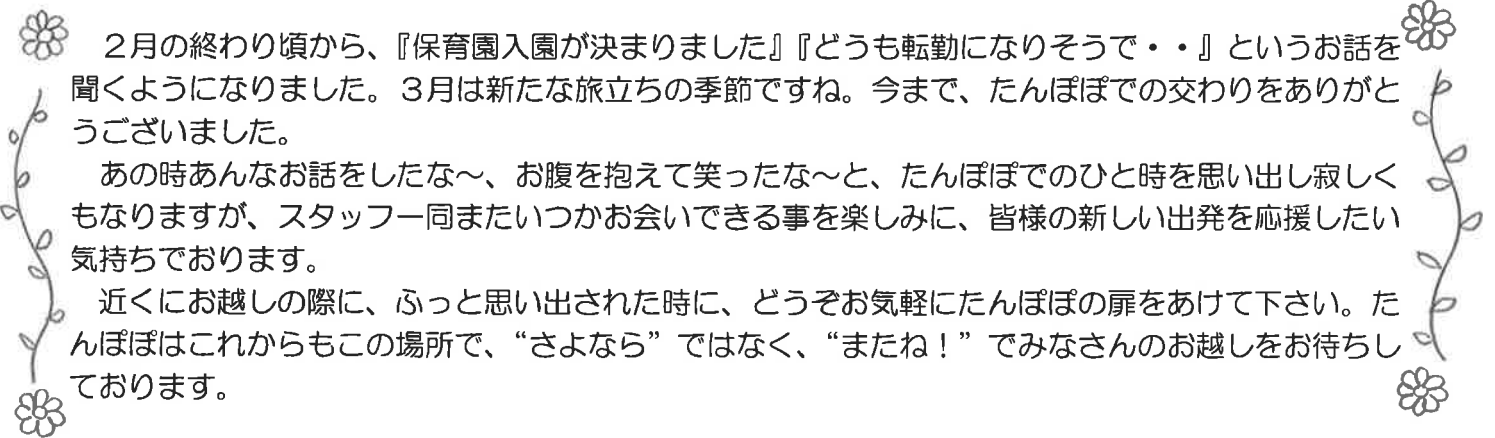 ２月の終わり頃から、『保育園入園が決まりました』『どうも転勤になりそうで・・』というお話を
聞くようになりました。３月は新たな旅立ちの季節ですね。今まで、たんぽぽでの交わりをありがと
うございました。
　あの時あんなお話をしたな～、お腹を抱えて笑ったな～と、たんぽぽでのひと時を思い出し寂しく
もなりますが、スタッフ一同またいつかお会いできる事を楽しみに、皆様の新しい出発を応援したい
気持ちでおります。
　近くにお越しの際に、ふっと思い出された時に、どうぞお気軽にたんぽぽの扉をあけて下さい。た
んぽぽはこれからもこの場所で、“さよなら”ではなく、“またね！”でみなさんのお越しをお待ちし
ております。